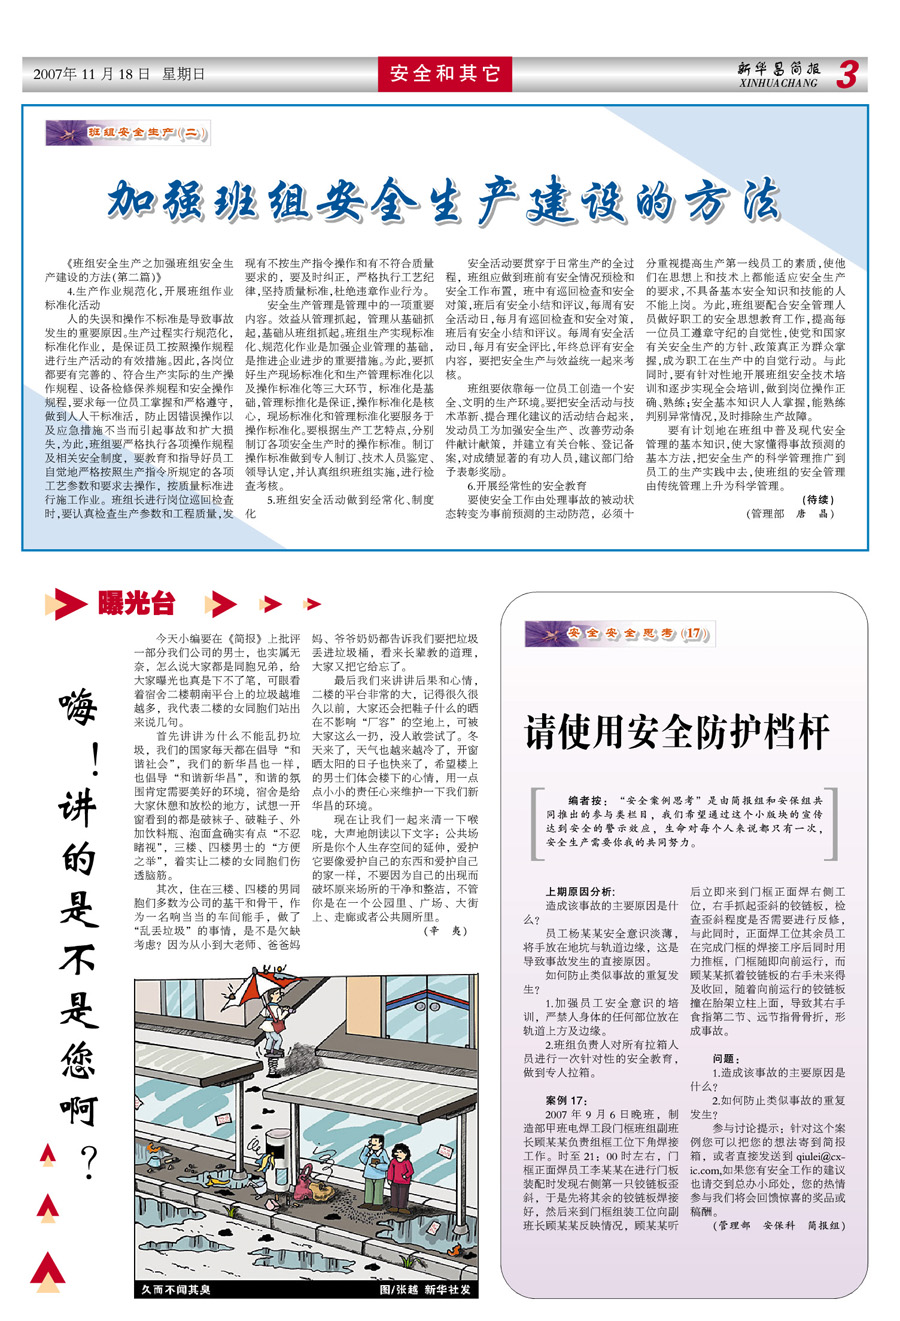 2007年 11 月 18 日 星期日
安全和其它
新华昌简报
XINHUACHANG
3
班组安全生产(二)
加强班组安全生产建设的方法
《班组安全生产之加强班组安全生
产建设的方法(第二篇)》
4.生产作业规范化,开展班组作业
标准化活动
人的失误和操作不标准是导致事故
发生的重要原因。生产过程实行规范化,
标准化作业，是保证员工按照操作规程
进行生产活动的有效措施。因此,各岗位
都要有完善的、符合生产实际的生产操
作规程、设备检修保养规程和安全操作
规程,要求每一位员工掌握和严格遵守,
做到人人干标准活，防止因错误操作以
及应急措施不当而引起事故和扩大损
失,为此,班组要严格执行各项操作规程
及相关安全制度，要教育和指导好员工
自觉地严格按照生产指令所规定的各项
工艺参数和要求去操作，按质量标准进
行施工作业。班组长进行岗位巡回检查
时,要认真检查生产参数和工程质量,发
现有不按生产指令操作和有不符合质量
要求的，要及时纠正，严格执行工艺纪
律,坚持质量标准,杜绝违章作业行为。
安全生产管理是管理中的一项重要
内容。效益从管理抓起，管理从基础抓
起,基础从班组抓起。班组生产实现标准
化、规范化作业是加强企业管理的基础,
是推进企业进步的重要措施。为此,要抓
好生产现场标准化和生产管理标准化以
及操作标准化等三大环节，标准化是基
础,管理标推化是保证,操作标准化是核
心，现场标准化和管理标淮化要服务于
操作标准化。要根据生产工艺特点,分别
制订各项安全生产时的操作标准。制订
操作标准做到专人制订、技术人员鉴定、
领导认定,并认真组织班组实施,进行检
查考核。
5.班组安全活动做到经常化、制度
化
安全活动要贯穿于日常生产的全过
程，班组应做到班前有安全情况预检和
安全工作布置，班中有巡回检查和安全
对策,班后有安全小结和评议,每周有安
全活动日,每月有巡回检查和安全对策,
班后有安全小结和评议。每周有安全活
动日,每月有安全评比,年终总评有安全
内容，要把安全生产与效益统一起来考
核。
班组要依靠每一位员工创造一个安
全、文明的生产环境。要把安全活动与技
术革新、提合理化建议的活动结合起来,
发动员工为加强安全生产、改善劳动条
件献计献策，并建立有关台帐、登记备
案,对成绩显著的有功人员,建议部门给
予表彰奖励。
6.开展经常性的安全教育
要使安全工作由处理事故的被动状
态转变为事前预测的主动防范，必须十
分重视提高生产第一线员工的素质,使他
们在思想上和技术上都能适应安全生产
的要求,不具备基本安全知识和技能的人
不能上岗。为此,班组要配合安全管理人
员做好职工的安全思想教育工作,提高每
一位员工遵章守纪的自觉性,使党和国家
有关安全生产的方针、政策真正为群众掌
握,成为职工在生产中的自觉行动。与此
同时,要有针对性地开展班组安全技术培
训和逐步实现全会培训,做到岗位操作正
确、熟练;安全基本知识人人掌握,能熟练
判别异常情况,及时排除生产故障。
要有计划地在班组中普及现代安全
管理的基本知识,使大家懂得事故预测的
基本方法,把安全生产的科学管理推广到
员工的生产实践中去,使班组的安全管理
由传统管理上升为科学管理。
(待续)
(管理部 唐 晶)
曝光台
嗨！讲的是不是您啊？
今天小编要在《简报》上批评
一部分我们公司的男士，也实属无
奈，怎么说大家都是同胞兄弟，给
大家曝光也真是下不了笔，可眼看
着宿舍二楼朝南平台上的垃圾越堆
越多，我代表二楼的女同胞们站出
来说几句。
首先讲讲为什么不能乱扔垃
圾，我们的国家每天都在倡导“和
谐社会”，我们的新华昌也一样，
也倡导“和谐新华昌”，和谐的氛
围肯定需要美好的环境，宿舍是给
大家休憩和放松的地方，试想一开
窗看到的都是破袜子、破鞋子、外
加饮料瓶、泡面盒确实有点“不忍
睹视”，三楼、四楼男士的“方便
之举”，着实让二楼的女同胞们伤
透脑筋。
其次，住在三楼、四楼的男同
胞们多数为公司的基干和骨干，作
为一名响当当的车间能手，做了
“乱丢垃圾”的事情，是不是欠缺
考虑？因为从小到大老师、爸爸妈
妈、爷爷奶奶都告诉我们要把垃圾
丢进垃圾桶，看来长辈教的道理，
大家又把它给忘了。
最后我们来讲讲后果和心情，
二楼的平台非常的大，记得很久很
久以前，大家还会把鞋子什么的晒
在不影响“厂容”的空地上，可被
大家这么一扔，没人敢尝试了。冬
天来了，天气也越来越冷了，开窗
晒太阳的日子也快来了，希望楼上
的男士们体会楼下的心情，用一点
点小小的责任心来维护一下我们新
华昌的环境。
现在让我们一起来清一下喉
咙，大声地朗读以下文字：公共场
所是你个人生存空间的延伸，爱护
它要像爱护自己的东西和爱护自己
的家一样，不要因为自己的出现而
破坏原来场所的干净和整洁，不管
你是在一个公园里、广场、大街
上、走廊或者公共厕所里。
(辛 夷)
久而不闻其臭
图/张越 新华社发
安全安全思考(17)
请使用安全防护档杆
编者按：“安全案例思考”是由简报组和安保组共
同推出的参与类栏目，我们希望通过这个小版块的宣传
达到安全的警示效应，生命对每个人来说都只有一次，
安全生产需要你我的共同努力。
上期原因分析:
造成该事故的主要原因是什
么？
员工杨某某安全意识淡薄，
将手放在地坑与轨道边缘，这是
导致事故发生的直接原因。
如何防止类似事故的重复发
生？
1.加强员工安全意识的培
训，严禁人身体的任何部位放在
轨道上方及边缘。
2.班组负责人对所有拉箱人
员进行一次针对性的安全教育，
做到专人拉箱。
案例 17:
2007 年 9 月 6 日晚班，制
造部甲班电焊工段门框班组副班
长顾某某负责组框工位下角焊接
工作。时至 21：00 时左右，门
框正面焊员工李某某在进行门板
装配时发现右侧第一只铰链板歪
斜，于是先将其余的铰链板焊接
好，然后来到门框组装工位向副
班长顾某某反映情况，顾某某听
后立即来到门框正面焊右侧工
位，右手抓起歪斜的铰链板，检
查歪斜程度是否需要进行反修，
与此同时，正面焊工位其余员工
在完成门框的焊接工序后同时用
力推框，门框随即向前运行，而
顾某某抓着铰链板的右手未来得
及收回，随着向前运行的铰链板
撞在胎架立柱上面，导致其右手
食指第二节、远节指骨骨折，形
成事故。
问题：
1.造成该事故的主要原因是
什么？
2.如何防止类似事故的重复
发生？
参与讨论提示：针对这个案
例您可以把您的想法寄到简报
箱，或者直接发送到 qiulei@cx-
ic.com,如果您有安全工作的建议
也请交到总办小邱处，您的热情
参与我们将会回馈惊喜的奖品或
稿酬。
(管理部 安保科 简报组)